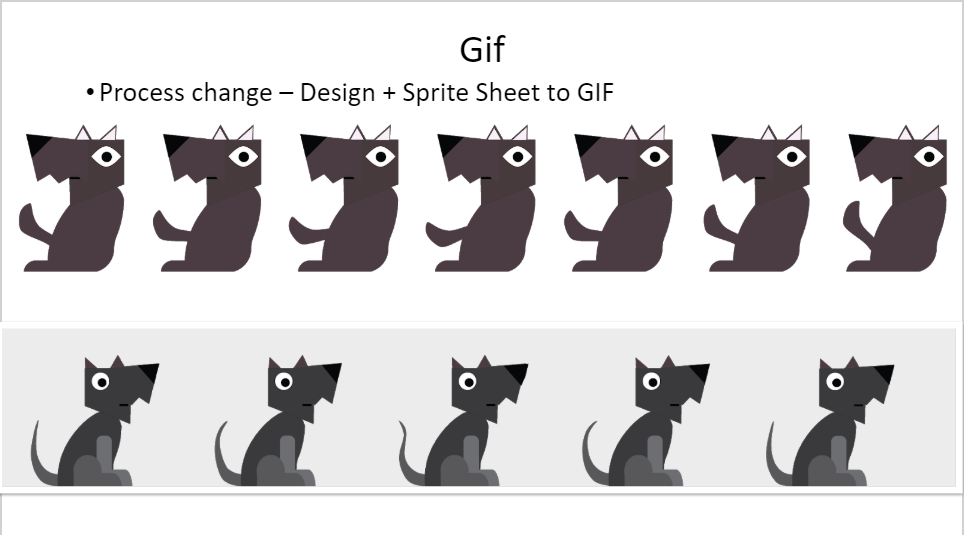 Gif
•Process change – Design + Sprite Sheet to GIF